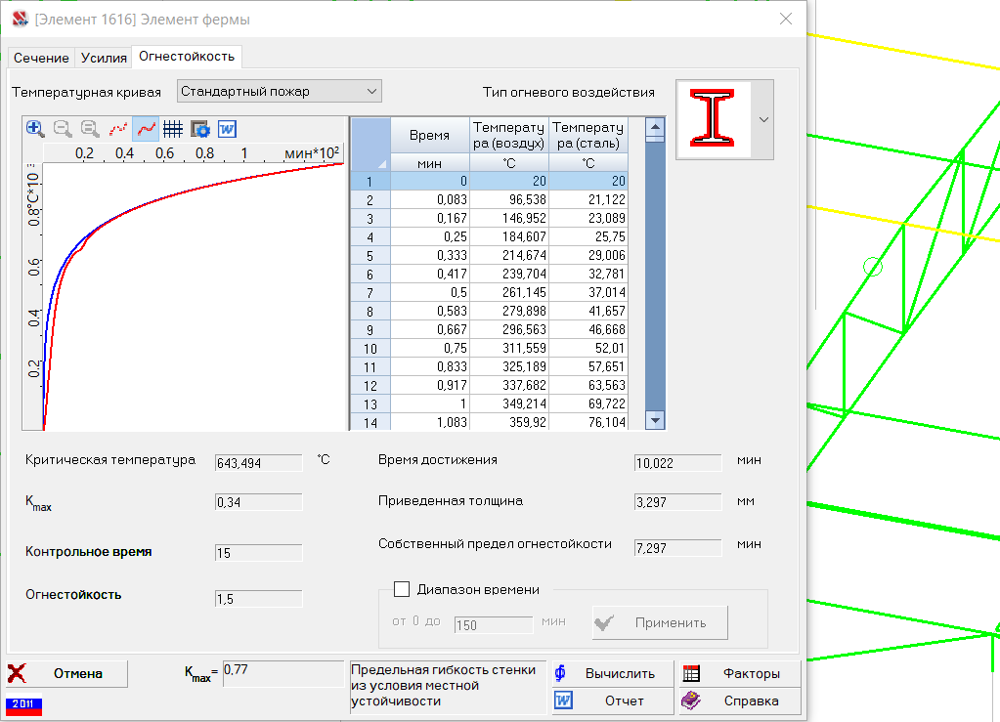 [Элемент 1616] Элемент фермы
Сечение Усилия Огнестойкость
Температурная кривая Стандартный пожар Тип огневого воздействия
0.2 0.4 0.6 0.8 1 мин*10²
0.8°C*10³
0.6
0.4
0.2
Время Температу Температу
ра (воздух) ра (сталь)
мин °C °C
1 0 20 20
2 0,083 96,538 21,122
3 0,167 146,952 23,089
4 0,25 184,607 25,75
5 0,333 214,674 29,006
6 0,417 239,704 32,781
7 0,5 261,145 37,014
8 0,583 279,898 41,657
9 0,667 296,563 46,668
10 0,75 311,559 52,01
11 0,833 325,189 57,651
12 0,917 337,682 63,563
13 1 349,214 69,722
14 1,083 359,92 76,104
Критическая температура 643,494 °C Время достижения 10,022 мин
Kmax 0,34 Приведенная толщина 3,297 мм
Контрольное время 15 Собственный предел огнестойкости 7,297 мин
Огнестойкость 1,5 Диапазон времени
от 0 до 150 мин Применить
Отмена Kmax= 0,77 Предельная гибкость стенки
из условия местной
устойчивости
Вычислить Факторы
2011 Отчет Справка